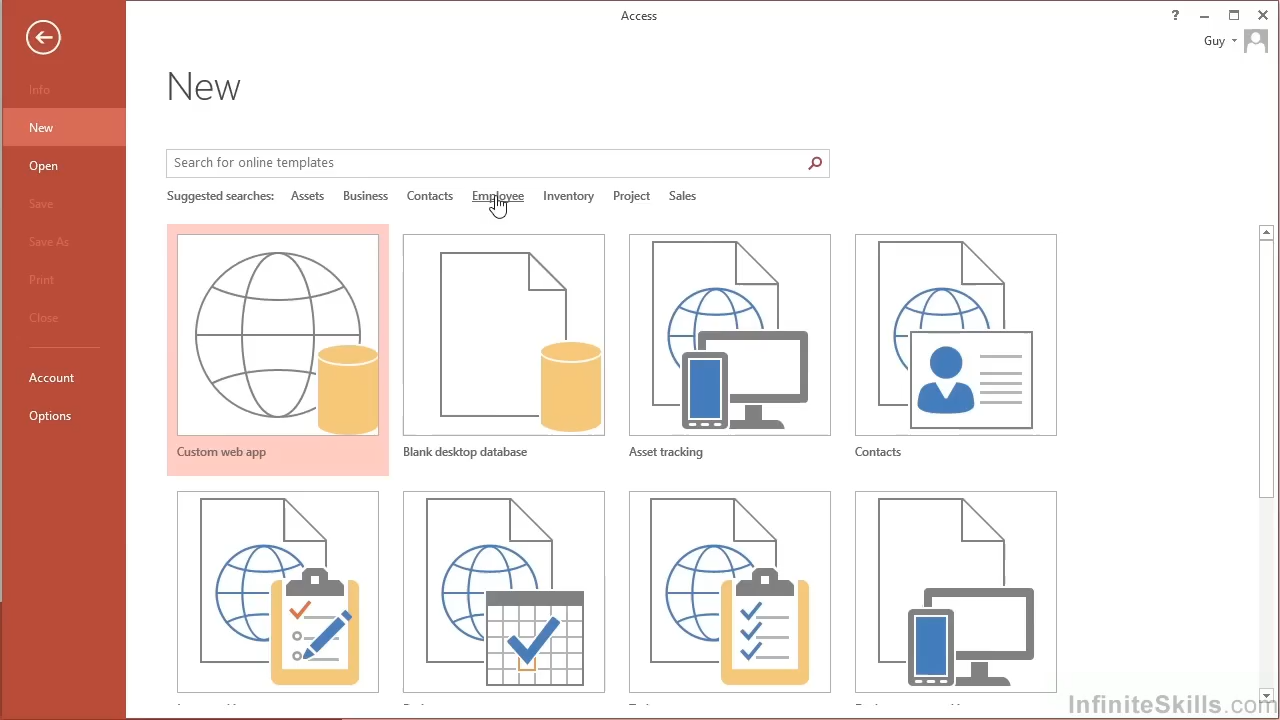 Access
?
Guy
Info
New
Open
Save
Save As
Print
Close
Account
Options
New
Search for online templates
Suggested searches: Assets Business Contacts Employee Inventory Project Sales
Custom web app Blank desktop database Asset tracking Contacts
InfiniteSkills.com